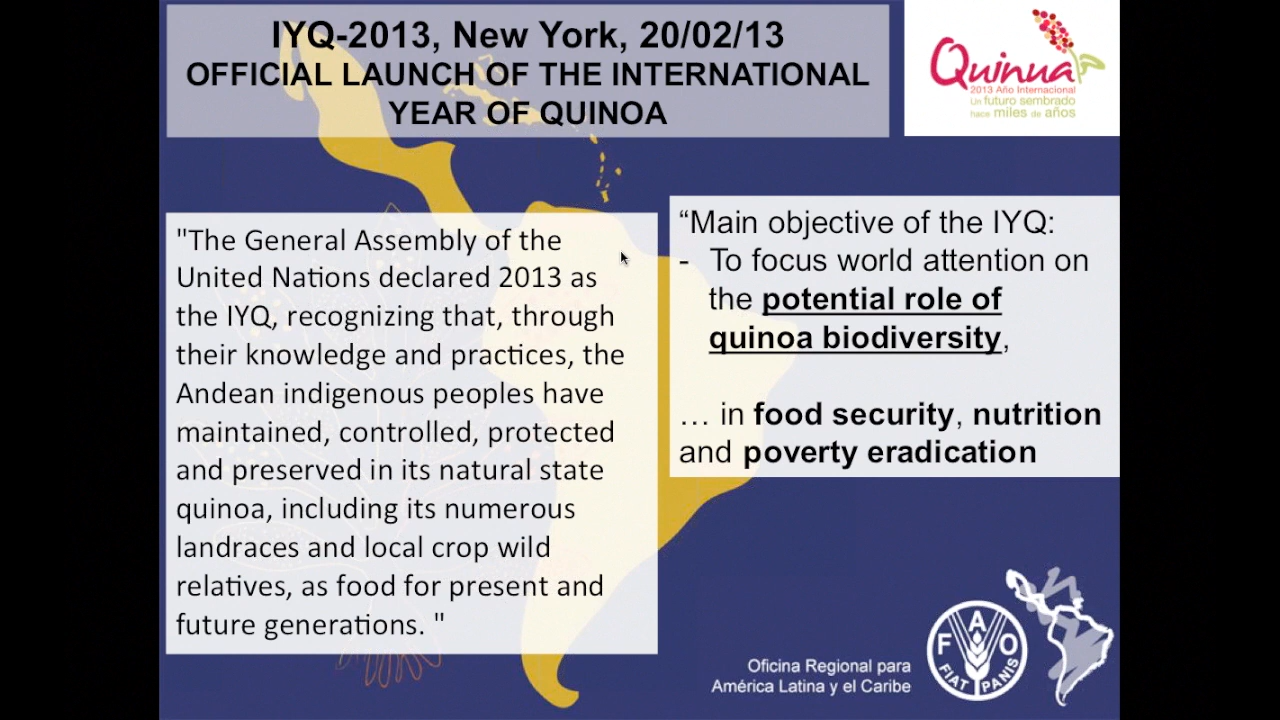 IYQ-2013, New York, 20/02/13
OFFICIAL LAUNCH OF THE INTERNATIONAL
YEAR OF QUINOA
Quinua
2013 Año Internacional
Un futuro sembrado
hace miles de años
"The General Assembly of the
United Nations declared 2013 as
the IYQ, recognizing that, through
their knowledge and practices, the
Andean indigenous peoples have
maintained, controlled, protected
and preserved in its natural state
quinoa, including its numerous
landraces and local crop wild
relatives, as food for present and
future generations. "
“Main objective of the IYQ:
- To focus world attention on
the potential role of
quinoa biodiversity,
… in food security, nutrition
and poverty eradication
Oficina Regional para
América Latina y el Caribe
FAO
FIAT PANIS